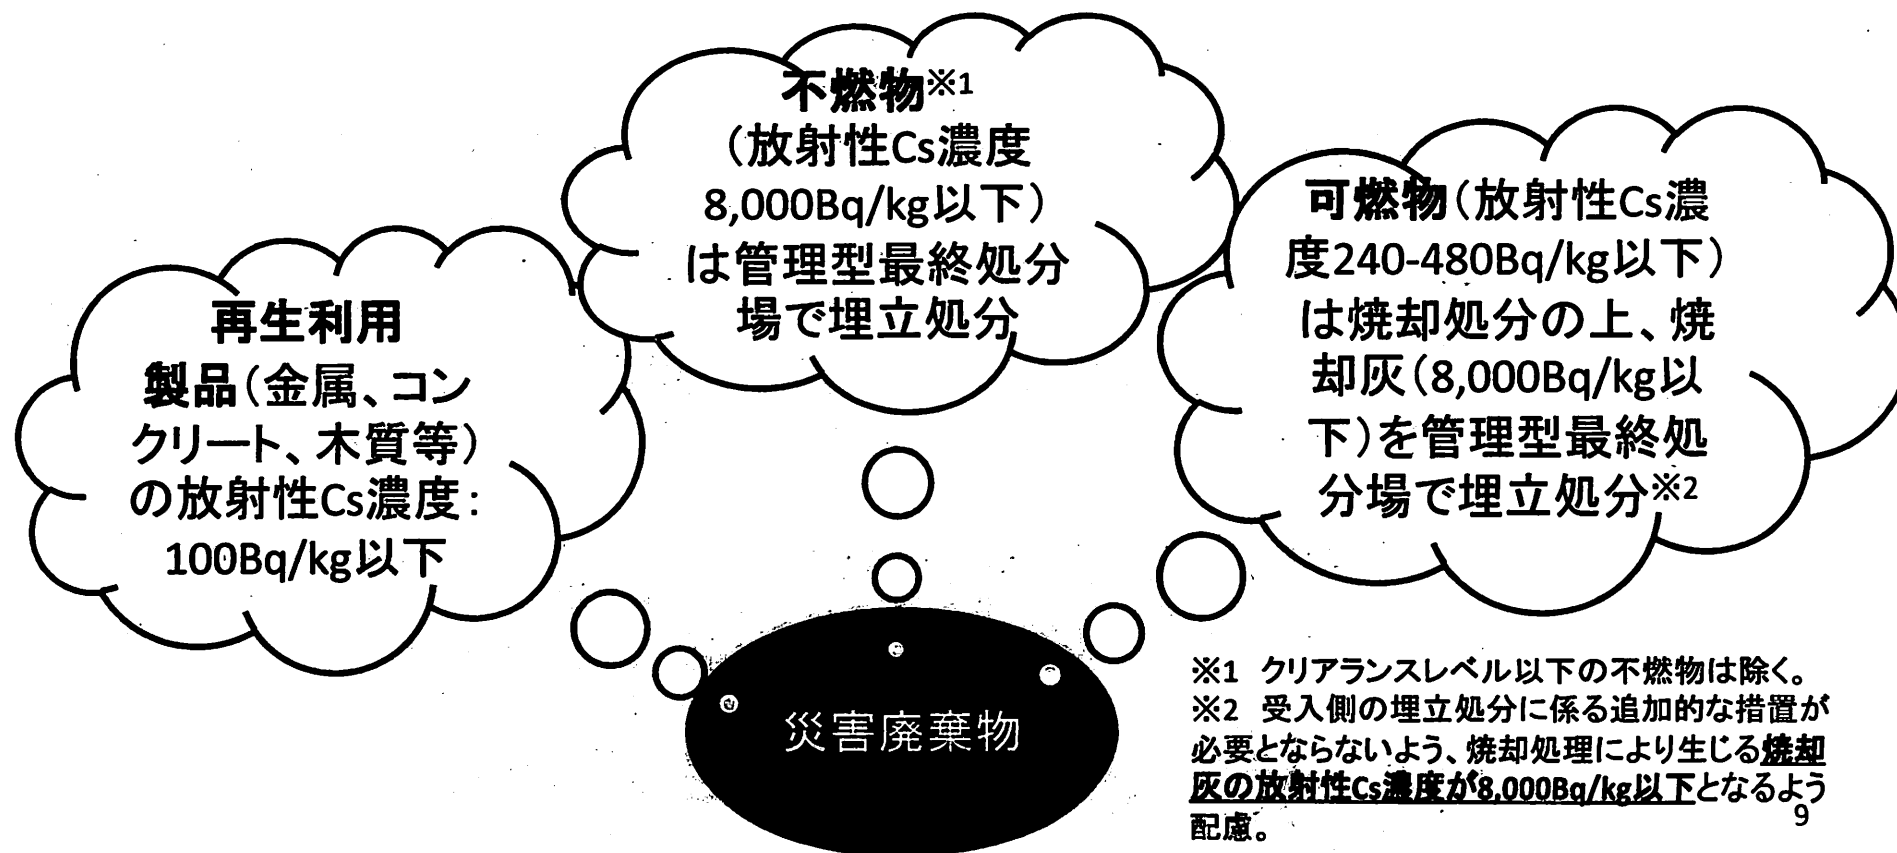 再生利用
製品(金属、コン
クリート、木質等)
の放射性Cs濃度:
100Bq/kg以下
不燃物※1
(放射性Cs濃度
8,000Bq/kg以下)
は管理型最終処分
場で埋立処分
可燃物(放射性Cs濃
度240-480Bq/kg以下)
は焼却処分の上、焼
却灰(8,000Bq/kg以
下)を管理型最終処
分場で埋立処分※2
災害廃棄物
※1 クリアランスレベル以下の不燃物は除く。
※2 受入側の埋立処分に係る追加的な措置が
必要とならないよう、焼却処理により生じる焼却
灰の放射性Cs濃度が8,000Bq/kg以下となるよう
配慮。
9